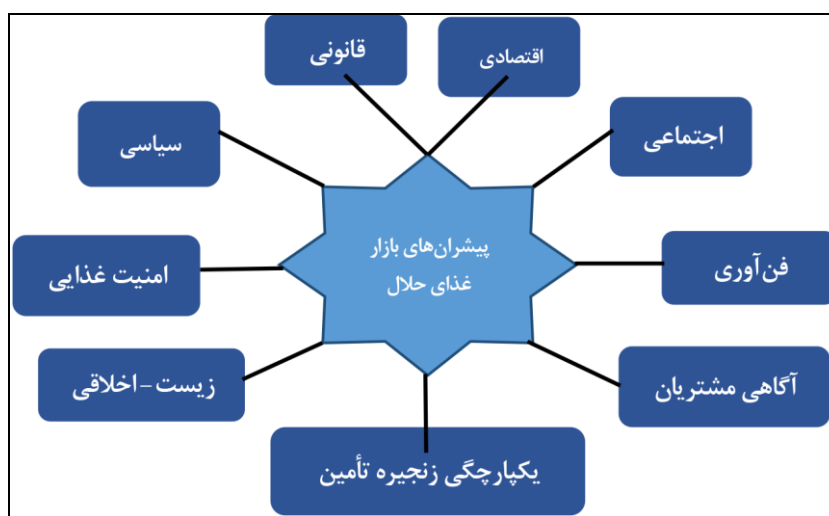 اقتصادی
قانونی
اجتماعی
سیاسی
پیشران‌های بازار
غذای حلال
فن‌آوری
امنیت غذایی
آگاهی مشتریان
زیست-اخلاقی
یکپارچگی زنجیره تأمین